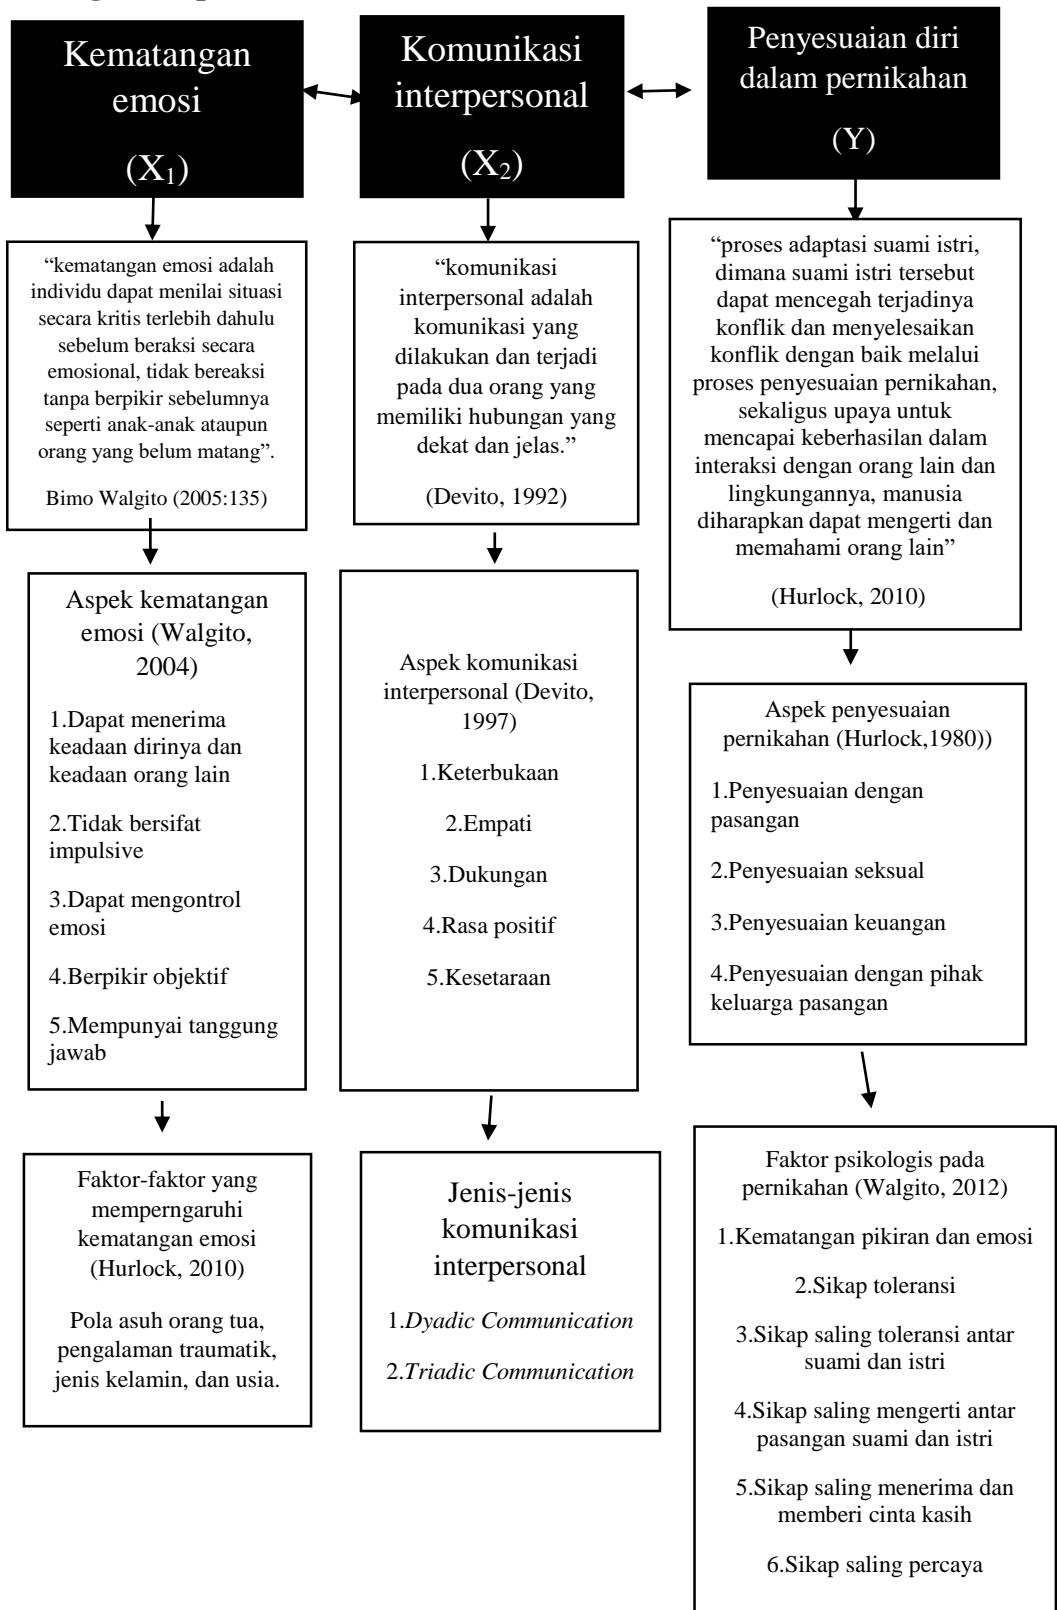 Kematangan
emosi
(X1)
Komunikasi
interpersonal
(X2)
Penyesuaian diri
dalam pernikahan
(Y)
“kematangan emosi adalah
individu dapat menilai situasi
secara kritis terlebih dahulu
sebelum beraksi secara
emosional, tidak bereaksi
tanpa berpikir sebelumnya
seperti anak-anak ataupun
orang yang belum matang”.
Bimo Walgito (2005:135)
“komunikasi
interpersonal adalah
komunikasi yang
dilakukan dan terjadi
pada dua orang yang
memiliki hubungan yang
dekat dan jelas.”
(Devito, 1992)
“proses adaptasi suami istri,
dimana suami istri tersebut
dapat mencegah terjadinya
konflik dan menyelesaikan
konflik dengan baik melalui
proses penyesuaian pernikahan,
sekaligus upaya untuk
mencapai keberhasilan dalam
interaksi dengan orang lain dan
lingkungannya, manusia
diharapkan dapat mengerti dan
memahami orang lain”
(Hurlock, 2010)
Aspek kematangan
emosi (Walgito,
2004)
1.Dapat menerima
keadaan dirinya dan
keadaan orang lain
2.Tidak bersifat
impulsive
3.Dapat mengontrol
emosi
4.Berpikir objektif
5.Mempunyai tanggung
jawab
Aspek komunikasi
interpersonal (Devito,
1997)
1.Keterbukaan
2.Empati
3.Dukungan
4.Rasa positif
5.Kesetaraan
Aspek penyesuaian
pernikahan (Hurlock,1980))
1.Penyesuaian dengan
pasangan
2.Penyesuaian seksual
3.Penyesuaian keuangan
4.Penyesuaian dengan pihak
keluarga pasangan
Faktor-faktor yang
memperngaruhi
kematangan emosi
(Hurlock, 2010)
Pola asuh orang tua,
pengalaman traumatik,
jenis kelamin, dan usia.
Jenis-jenis
komunikasi
interpersonal
1.Dyadic Communication
2.Triadic Communication
Faktor psikologis pada
pernikahan (Walgito, 2012)
1.Kematangan pikiran dan emosi
2.Sikap toleransi
3.Sikap saling toleransi antar
suami dan istri
4.Sikap saling mengerti antar
pasangan suami dan istri
5.Sikap saling menerima dan
memberi cinta kasih
6.Sikap saling percaya